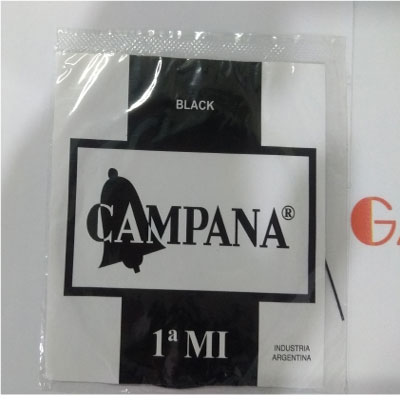 BLACK
CAMPANA®
1ª MI
INDUSTRIA
ARGENTINA